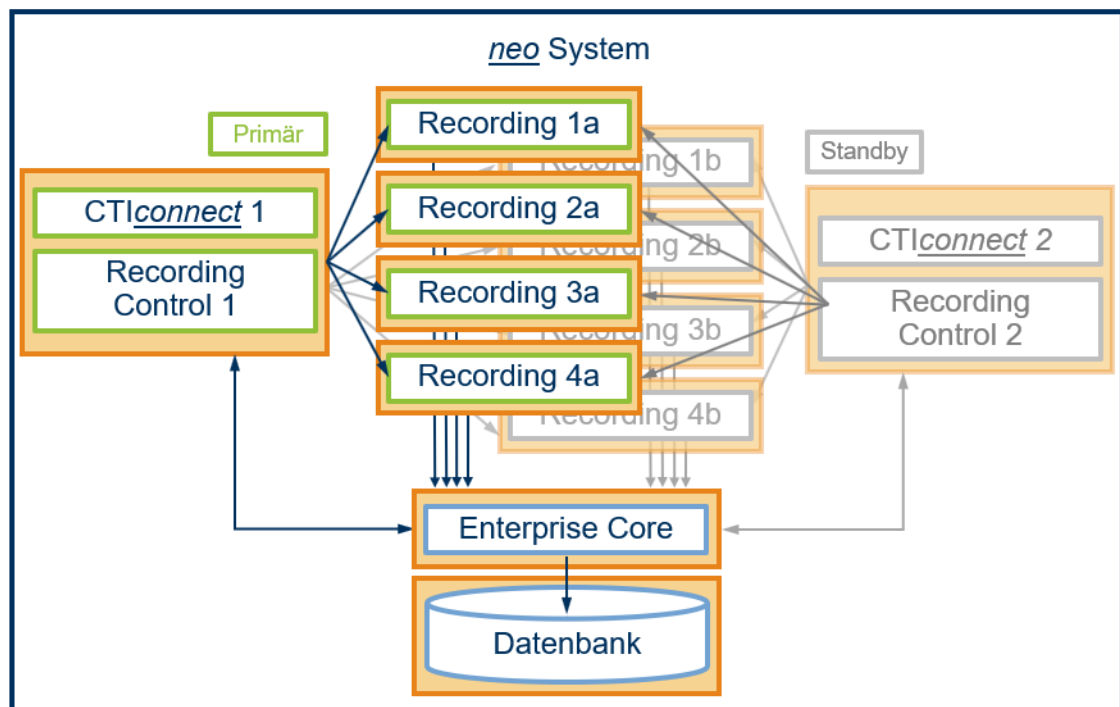 neo System
Primär
CTIconnect 1
Recording
Control 1
Recording 1a
Recording 2a
Recording 3a
Recording 4a
Recording 1b
Recording 2b
Recording 3b
Recording 4b
Standby
CTIconnect 2
Recording
Control 2
Enterprise Core
Datenbank